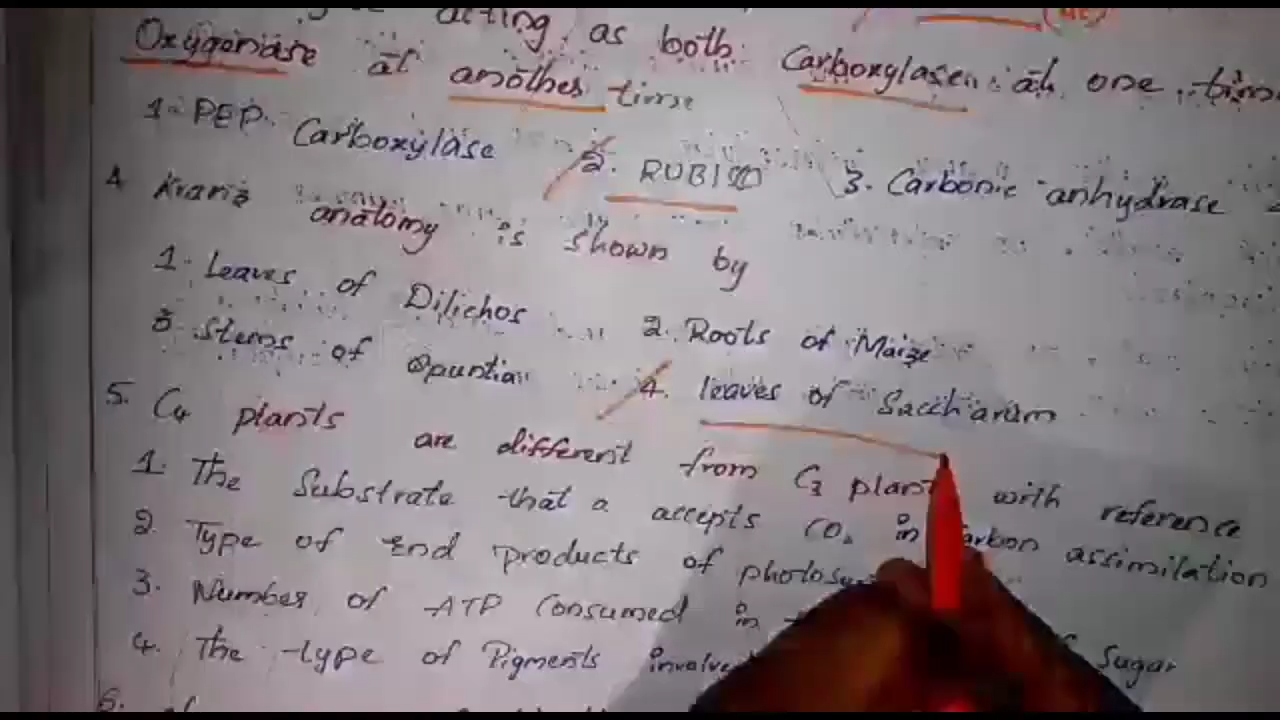 acting as both Carboxylase at one time
Oxygenase at another time
1. PEP Carboxylase 2. RUBISCO 3. Carbonic anhydrase
4 Kranz anatomy is shown by
1. Leaves of Dilichos 2. Roots of Maize
3. Stems of Opuntia 4. leaves of Saccharum
5. C4 plants are different from C3 plants with reference
1. The Substrate that a accepts CO2 in carbon assimilation
2. Type of End products of
3. Number of ATP Consumed in
4. The type of Pigments Sugar
6.